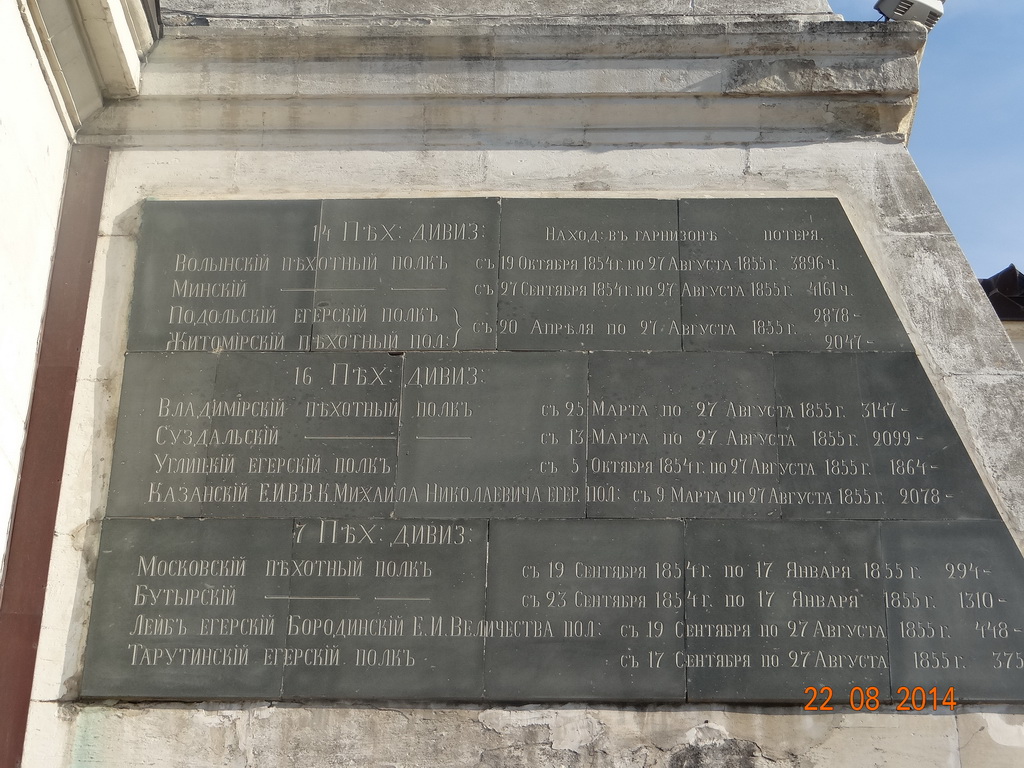 14 Пѣх: дивиз: Наход: въ гарнизонѣ потеря.
Волынскій пѣхотный полкъ съ 19 Октября 1854 г. по 27 Августа 1855 г. 3896 ч.
Минскій —— — съ 27 Сентября 1854 г. по 27 Августа 1855 г. 4161 ч.
Подольскій егерскій полкъ } съ 20 Апрѣля по 27 Августа 1855 г. 9878 -
Житомірскій пѣхотный пол: 2047 -
16 Пѣх: дивиз:
Владимірскій пѣхотный полкъ съ 25 Марта по 27 Августа 1855 г. 3147 -
Суздальскій —— — съ 13 Марта по 27 Августа 1855 г. 2099 -
Углицкій егерскій полкъ съ 5 Октября 1854 г. по 27 Августа 1855 г. 1864 -
Казанскій Е.И.В.В.К. Михаила Николаевича егер. пол: съ 9 Марта по 27 Августа 1855 г. 2078 -
7 Пѣх: дивиз:
Московскій пѣхотный полкъ съ 19 Сентября 1854 г. по 17 Января 1855 г. 294 -
Бутырскій —— — съ 23 Сентября 1854 г. по 17 Января 1855 г. 1310 -
Лейбъ егерскій Бородинскій Е.И. Величества пол: съ 19 Сентября по 27 Августа 1855 г. 448 -
Тарутинскій егерскій полкъ съ 17 Сентября по 27 Августа 1855 г. 375
22 08 2014